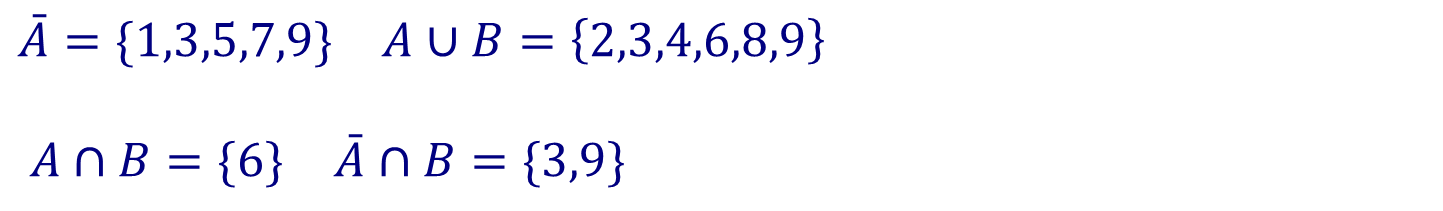 Ā = {1,3,5,7,9} A ∪ B = {2,3,4,6,8,9}
A ∩ B = {6} Ā ∩ B = {3,9}